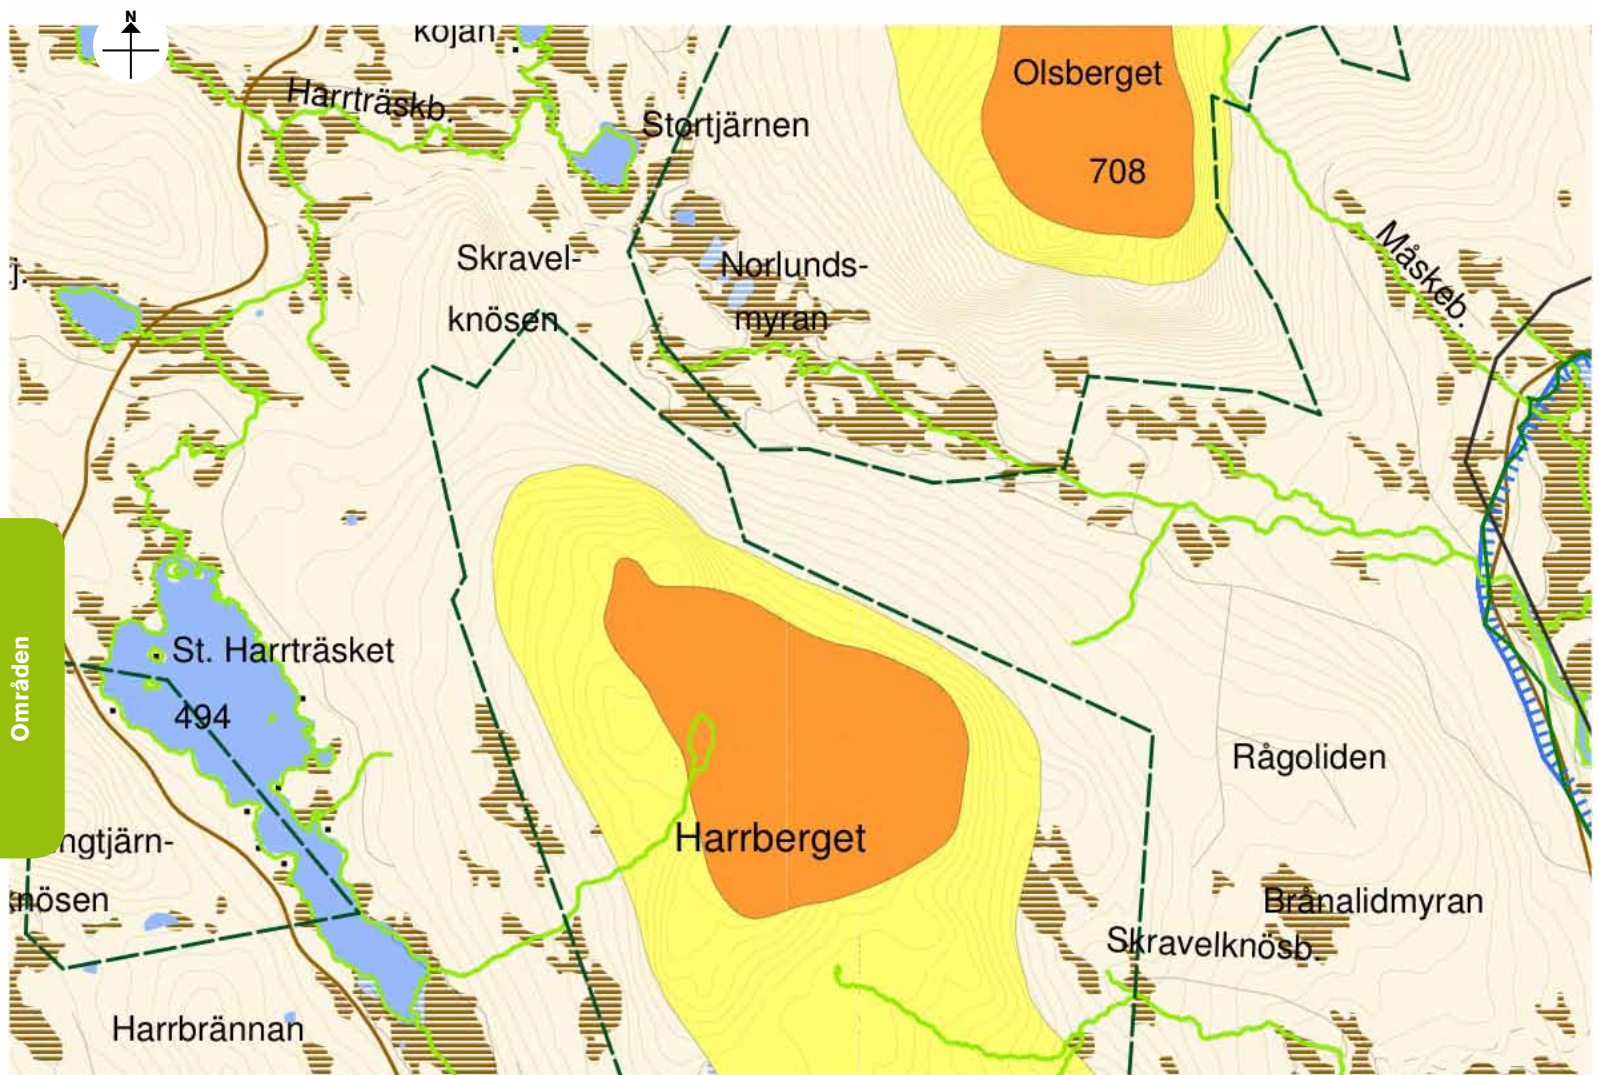 N
kojan
Olsberget
Harrträskb.
Stortjärnen
708
Måskeb.
j.
Skravel-
knösen
Norlunds-
myran
Områden
St. Harrträsket
494
Rågoliden
ngtjärn-
Harrberget
nösen
Brånalidmyran
Skravelknösb.
Harrbrännan